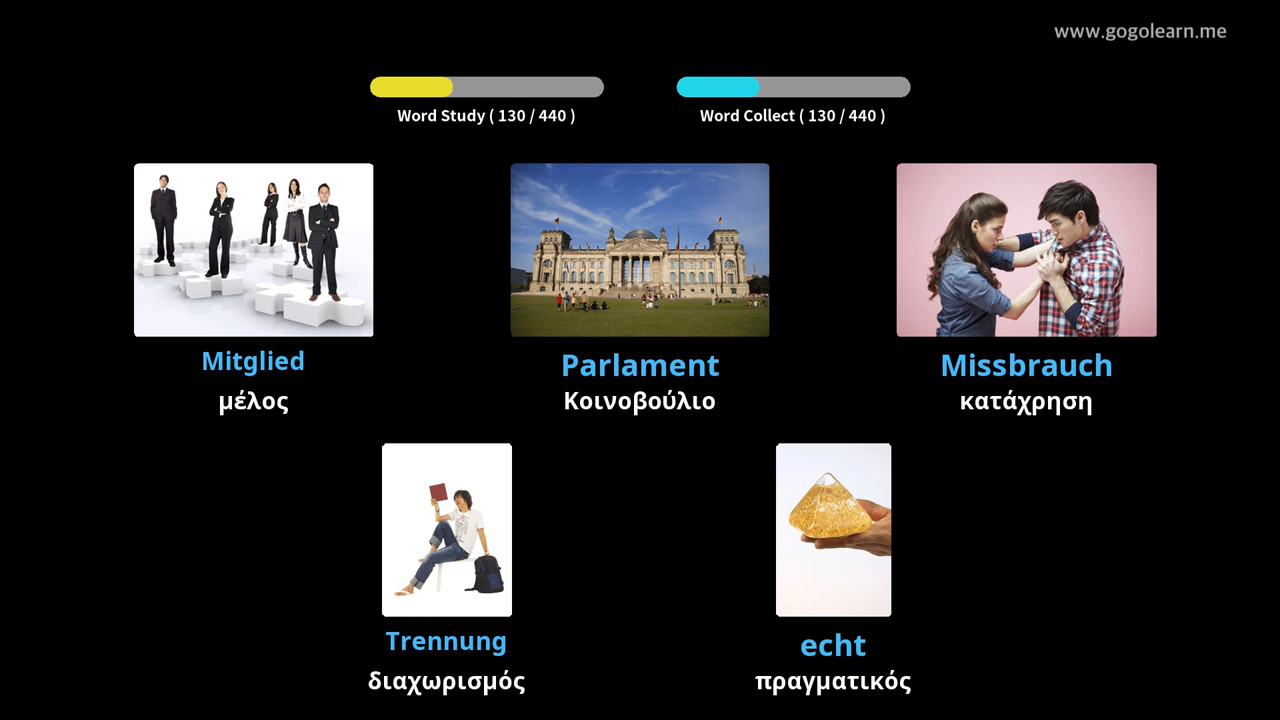 www.gogolearn.me
Word Study ( 130 / 440 )
Word Collect ( 130 / 440 )
Mitglied
μέλος
Parlament
Κοινοβούλιο
Missbrauch
κατάχρηση
Trennung
διαχωρισμός
echt
πραγματικός